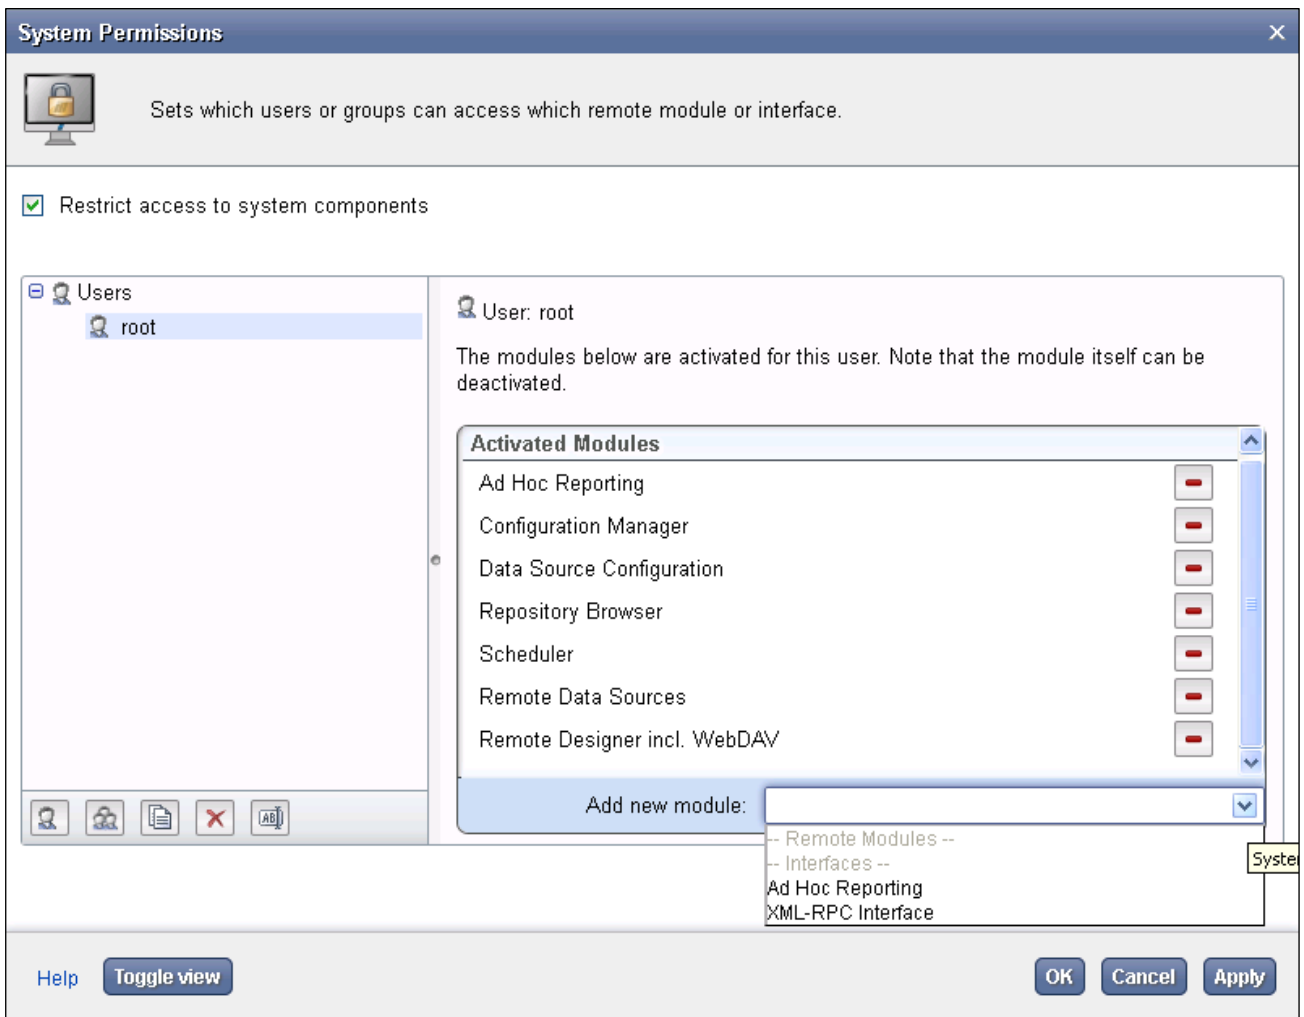 System Permissions
Sets which users or groups can access which remote module or interface.
Restrict access to system components
Users
root
User: root
The modules below are activated for this user. Note that the module itself can be
deactivated.
Activated Modules
Ad Hoc Reporting
Configuration Manager
Data Source Configuration
Repository Browser
Scheduler
Remote Data Sources
Remote Designer incl. WebDAV
Add new module:
-- Remote Modules --
-- Interfaces --
Ad Hoc Reporting
XML-RPC Interface
Help
Toggle view
OK
Cancel
Apply